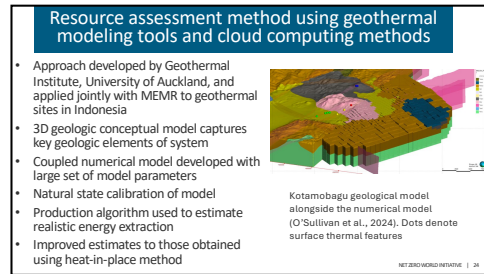 Resource assessment method using geothermal
modeling tools and cloud computing methods
• Approach developed by Geothermal
Institute, University of Auckland, and
applied jointly with MEMR to geothermal
sites in Indonesia
• 3D geologic conceptual model captures
key geologic elements of system
• Coupled numerical model developed with
large set of model parameters
• Natural state calibration of model
• Production algorithm used to estimate
realistic energy extraction
• Improved estimates to those obtained
using heat-in-place method
Kotamobagu geological model
alongside the numerical model
(O'Sullivan et al., 2024). Dots denote
surface thermal features
NET ZERO WORLD INITIATIVE | 24